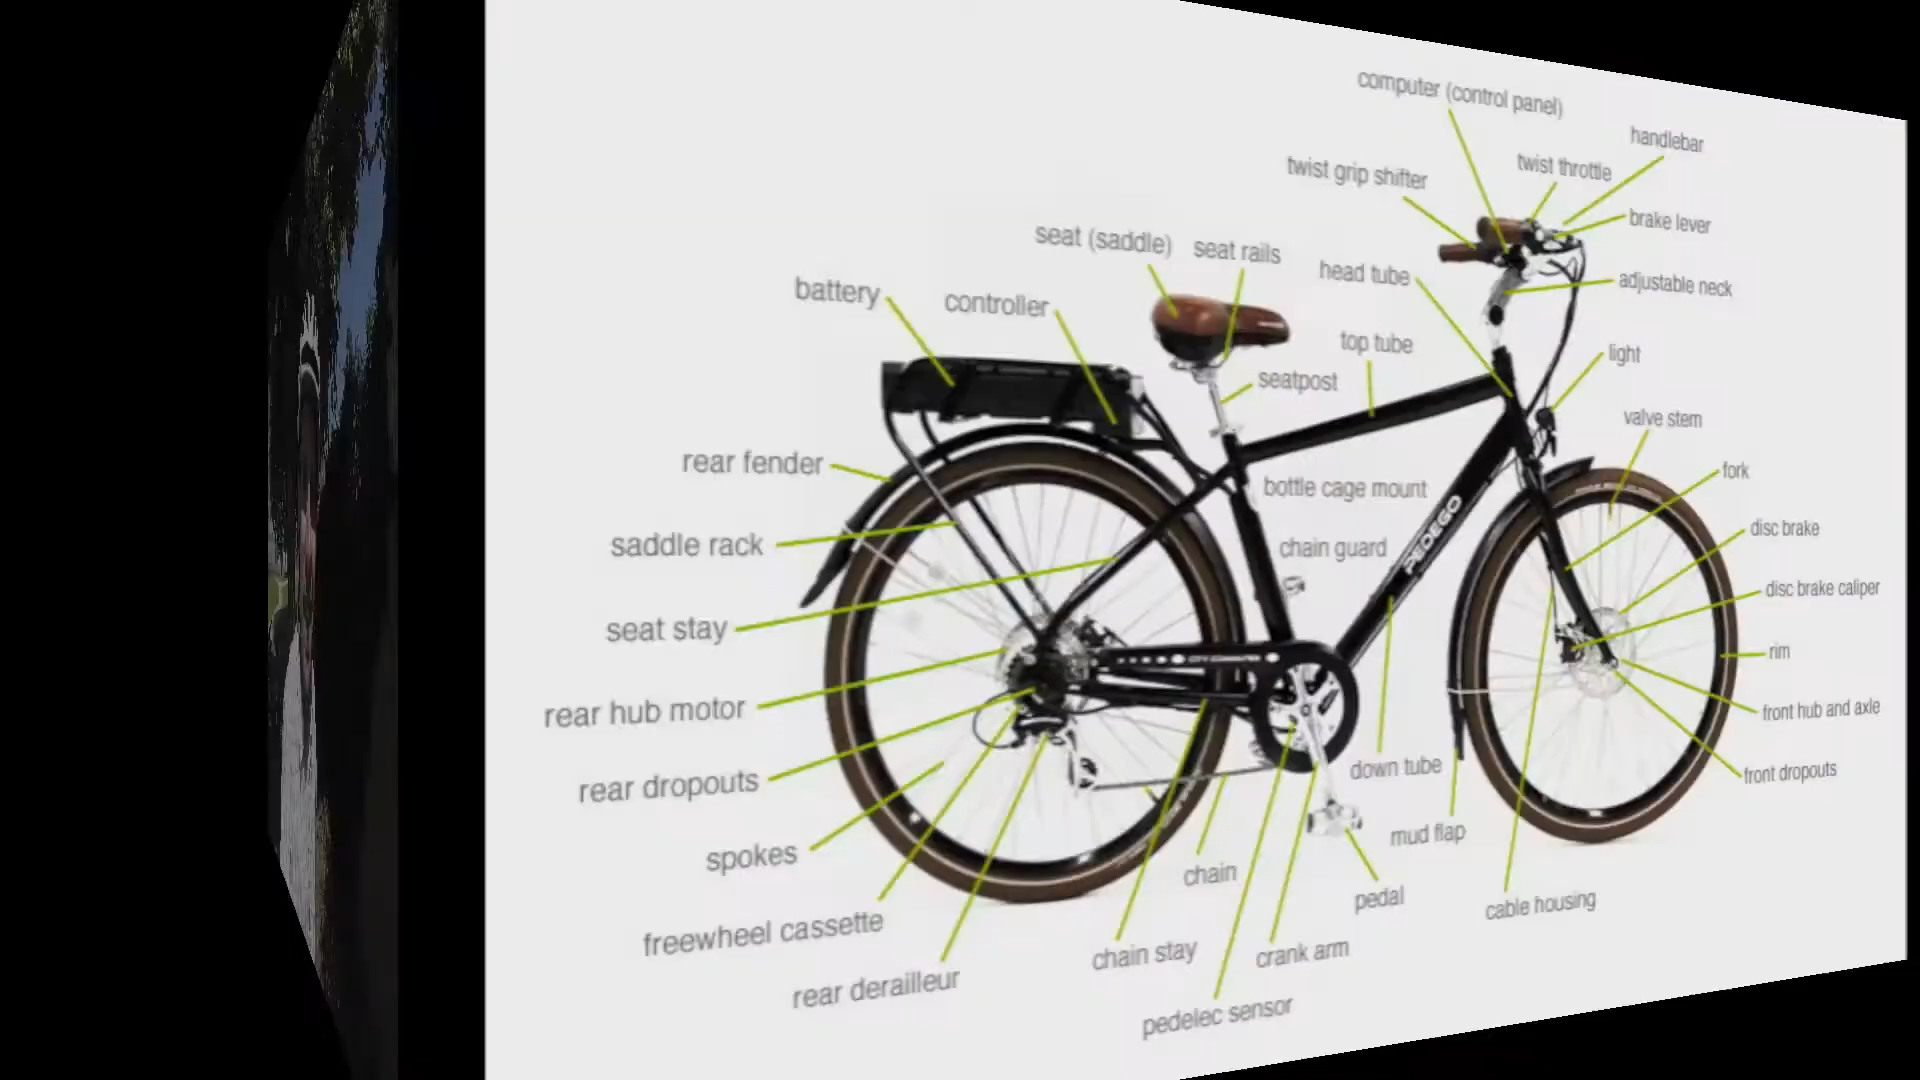 computer (control panel)
handlebar
twist throttle
twist grip shifter
brake lever
seat (saddle)
seat rails
head tube
adjustable neck
battery
controller
top tube
light
seatpost
valve stem
rear fender
fork
bottle cage mount
PEDEGO
disc brake
saddle rack
chain guard
disc brake caliper
seat stay
rim
CITY COMMUTER
rear hub motor
front hub and axle
down tube
front dropouts
rear dropouts
mud flap
spokes
chain
pedal
cable housing
freewheel cassette
chain stay
crank arm
rear derailleur
pedelec sensor